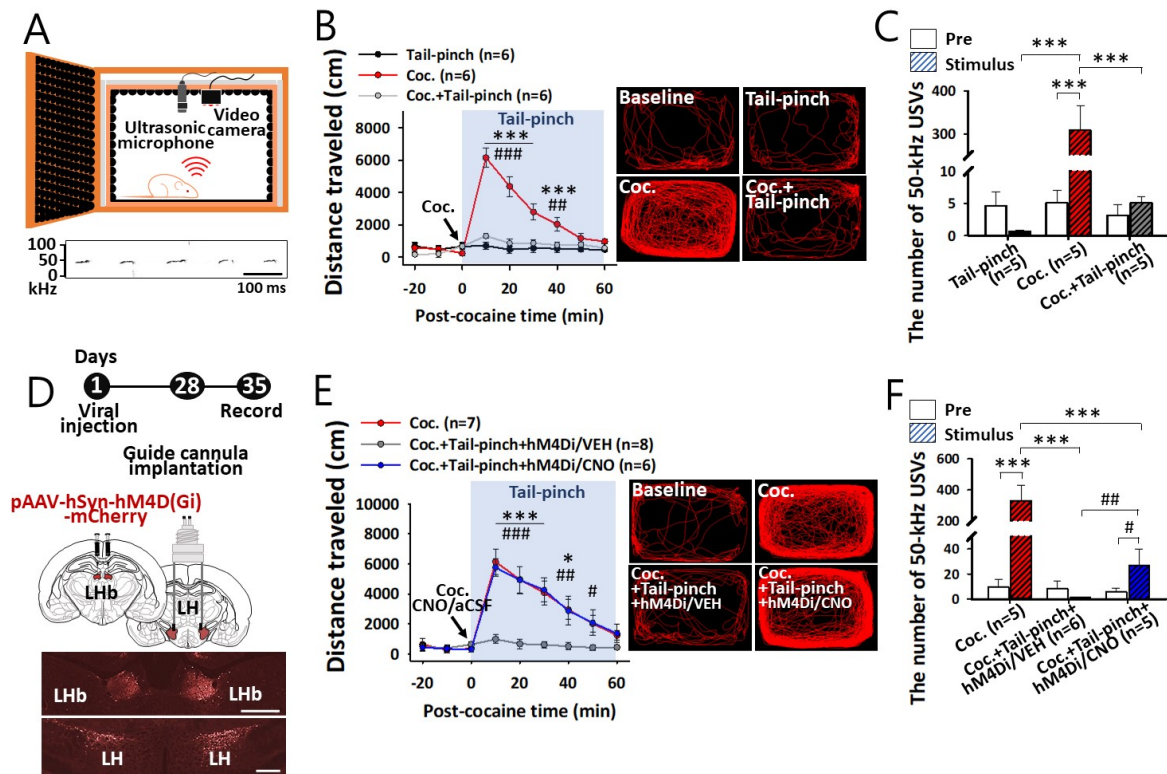 A
Ultrasonic
microphone
Video
camera
100
50
0
kHz
100 ms
B
Tail-pinch (n=6)
Coc. (n=6)
Coc.+Tail-pinch (n=6)
Distance traveled (cm)
8000
6000
4000
2000
0
Tail-pinch
***
###
***
##
Coc.
-20
0
20
40
60
Post-cocaine time (min)
Baseline
Tail-pinch
Coc.
Coc.+
Tail-pinch
C
Pre
Stimulus
***
***
***
The number of 50-kHz USVs
400
300
10
5
0
Tail-pinch (n=5)
Coc. (n=5)
Coc.+Tail-pinch
(n=5)
D
Days
1
28
35
Viral
injection
Record
Guide cannula
implantation
pAAV-hSyn-hM4D(Gi)
-mCherry
LHb
LH
LHb
LHb
LH
LH
E
Coc. (n=7)
Coc.+Tail-pinch+hM4Di/VEH (n=8)
Coc.+Tail-pinch+hM4Di/CNO (n=6)
Distance traveled (cm)
10000
8000
6000
4000
2000
0
Tail-pinch
***
###
*
##
#
Coc.
CNO/aCSF
-20
0
20
40
60
Post-cocaine time (min)
Baseline
Coc.
Coc.
+Tail-pinch
+hM4Di/VEH
Coc.
+Tail-pinch
+hM4Di/CNO
F
Pre
Stimulus
***
***
***
##
#
The number of 50-kHz USVs
600
400
200
40
20
0
Coc. (n=5)
Coc.+Tail-pinch+
hM4Di/VEH (n=6)
Coc.+Tail-pinch+
hM4Di/CNO (n=5)